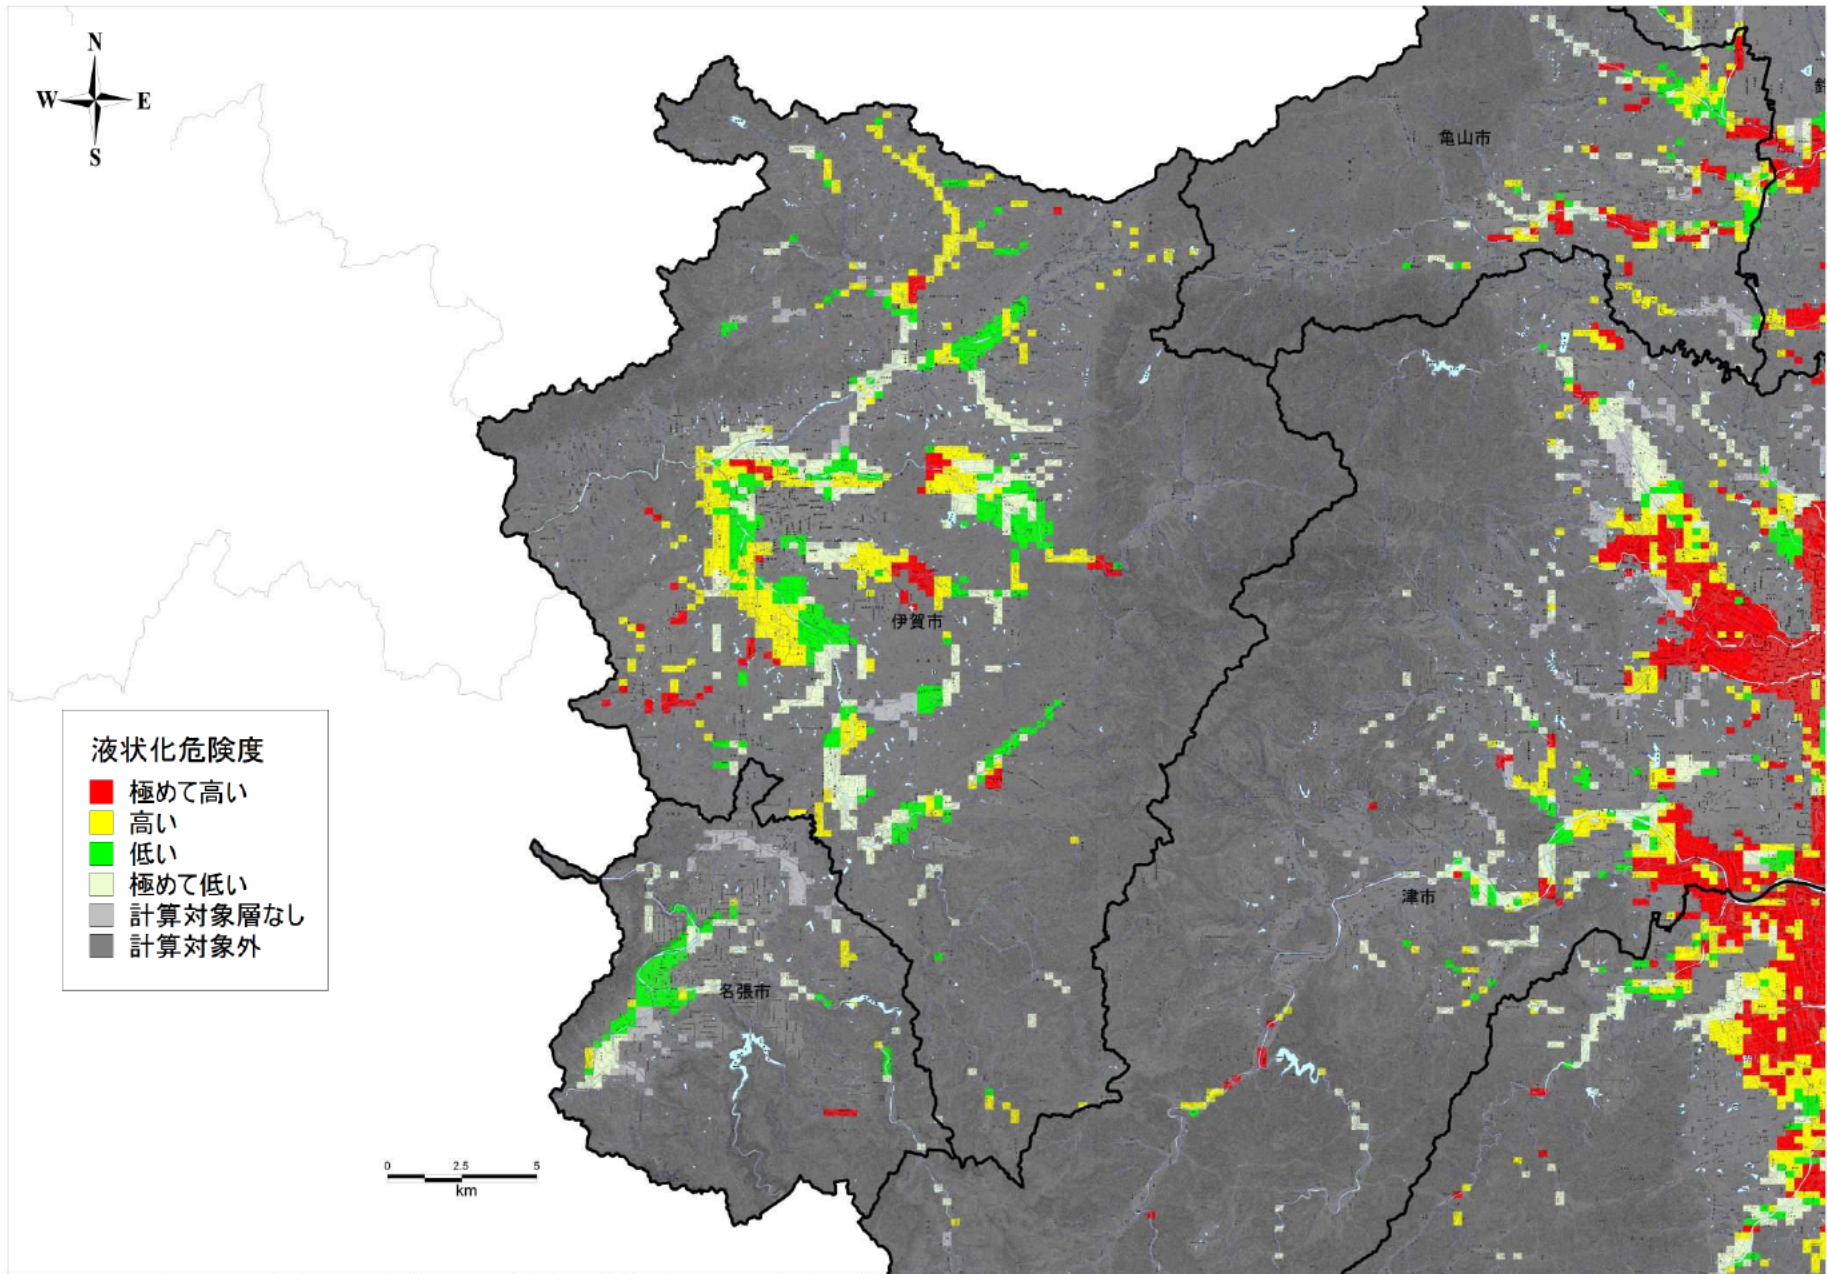 N
W E
S
鈴
亀山市
伊賀市
津市
名張市
液状化危険度
極めて高い
高い
低い
極めて低い
計算対象層なし
計算対象外
0 2.5 5
km